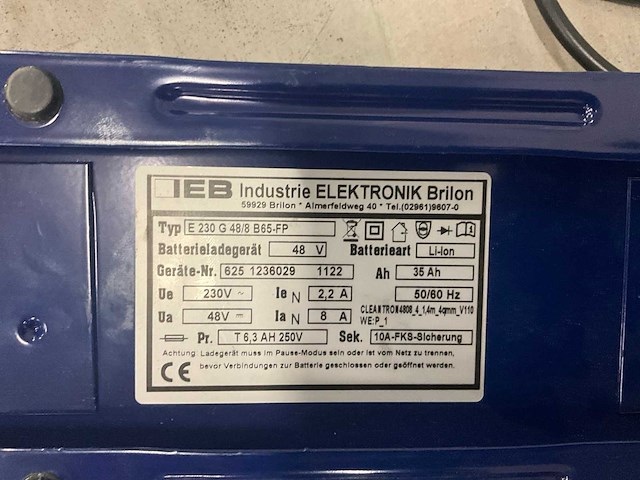 IEB Industrie ELEKTRONIK Brilon
59929 Brilon * Almerfeldweg 40 * Tel.(02961)9607-0
Typ E 230 G 48/8 B65-FP
Batterieladegerät 48 V Batterieart Li-ion
Geräte-Nr. 625 1236029 1122 Ah 35 Ah
Ue 230V ~ Ie N 2,2 A 50/60 Hz
Ua 48V Ia N 8 A CLEANTRON4808_4_1,4m_4qmm_V110
WE:P_1
Pr. T 6,3 AH 250V Sek. 10A-FKS-Sicherung
Achtung: Ladegerät muss im Pause-Modus sein oder ist vom Netz zu trennen,
bevor Verbindungen zur Batterie geschlossen oder geöffnet werden.
CE